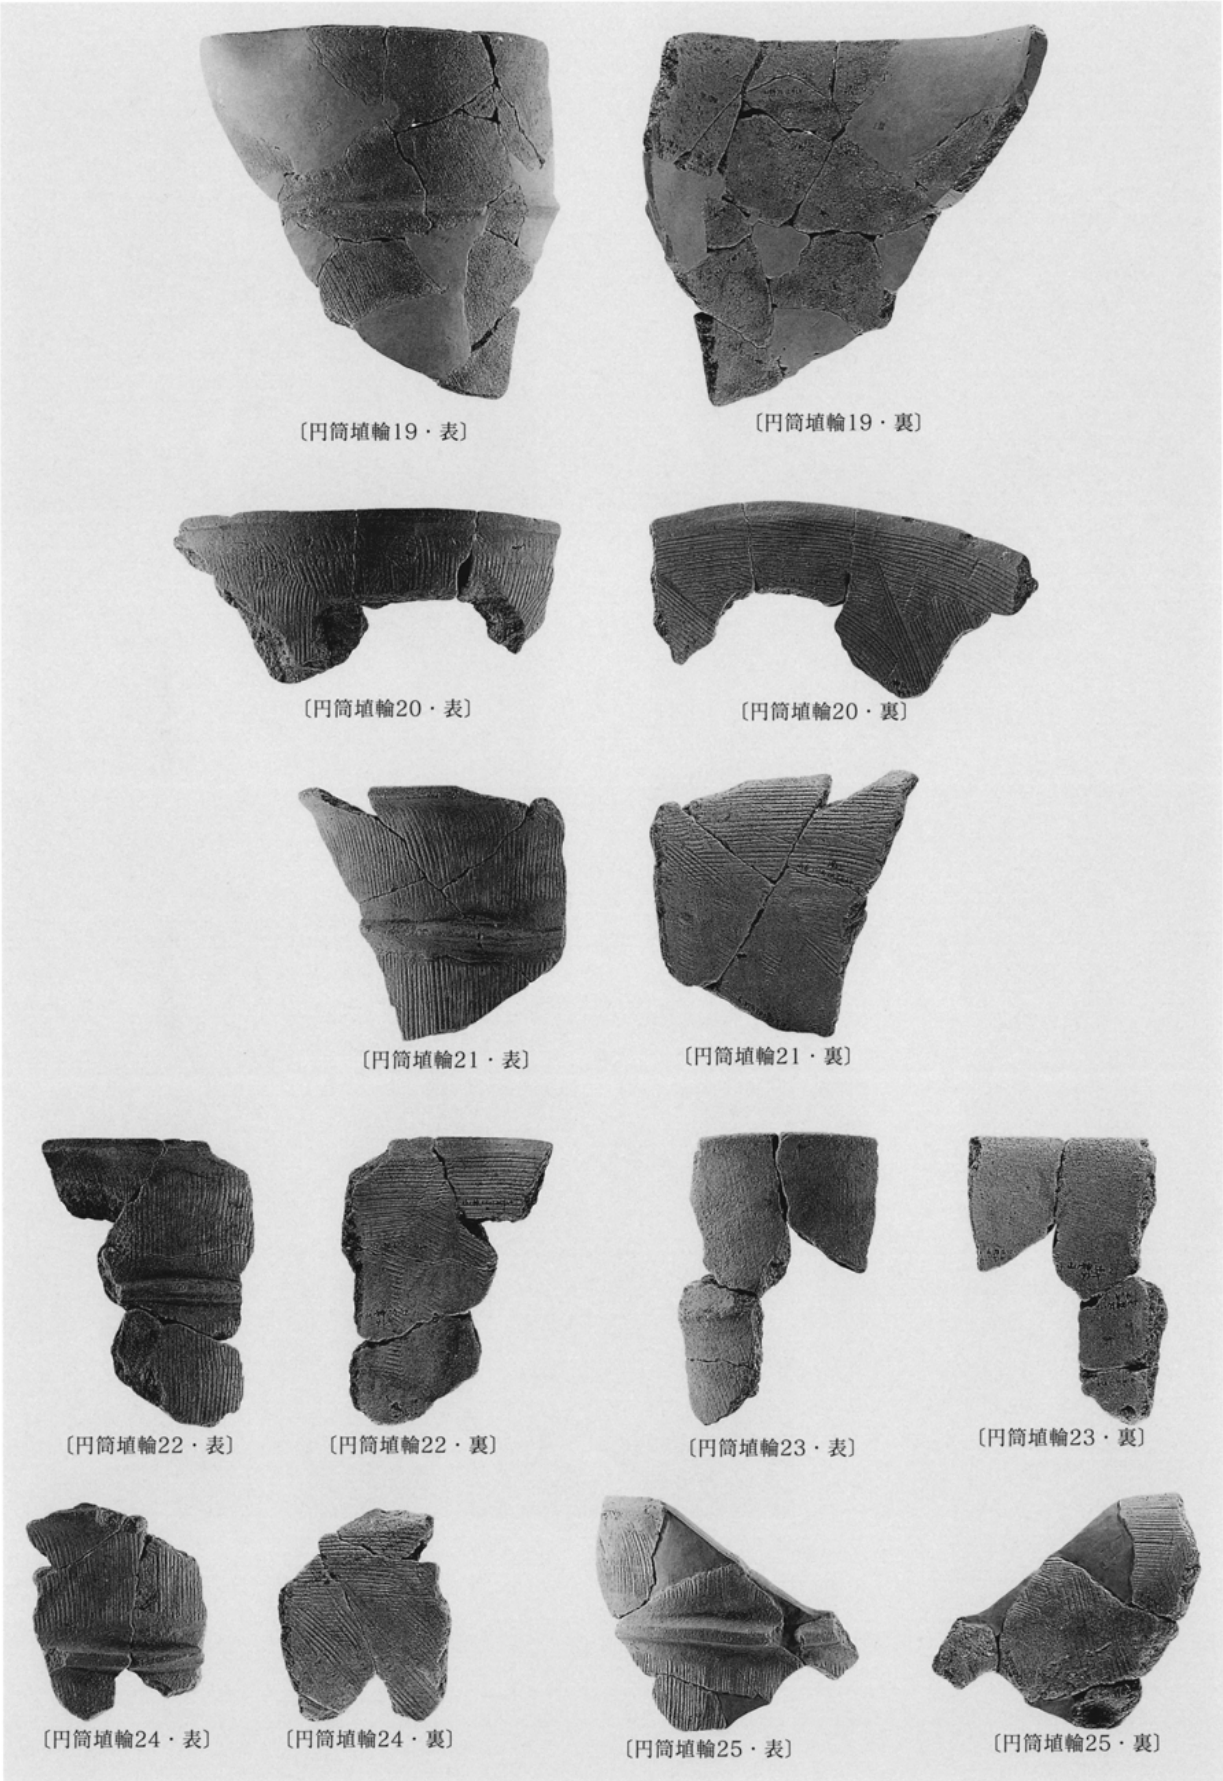 〔円筒埴輪19・表〕
〔円筒埴輪19・裏〕
〔円筒埴輪20・表〕
〔円筒埴輪20・裏〕
〔円筒埴輪21・表〕
〔円筒埴輪21・裏〕
〔円筒埴輪22・表〕
〔円筒埴輪22・裏〕
〔円筒埴輪23・表〕
〔円筒埴輪23・裏〕
〔円筒埴輪24・表〕
〔円筒埴輪24・裏〕
〔円筒埴輪25・表〕
〔円筒埴輪25・裏〕